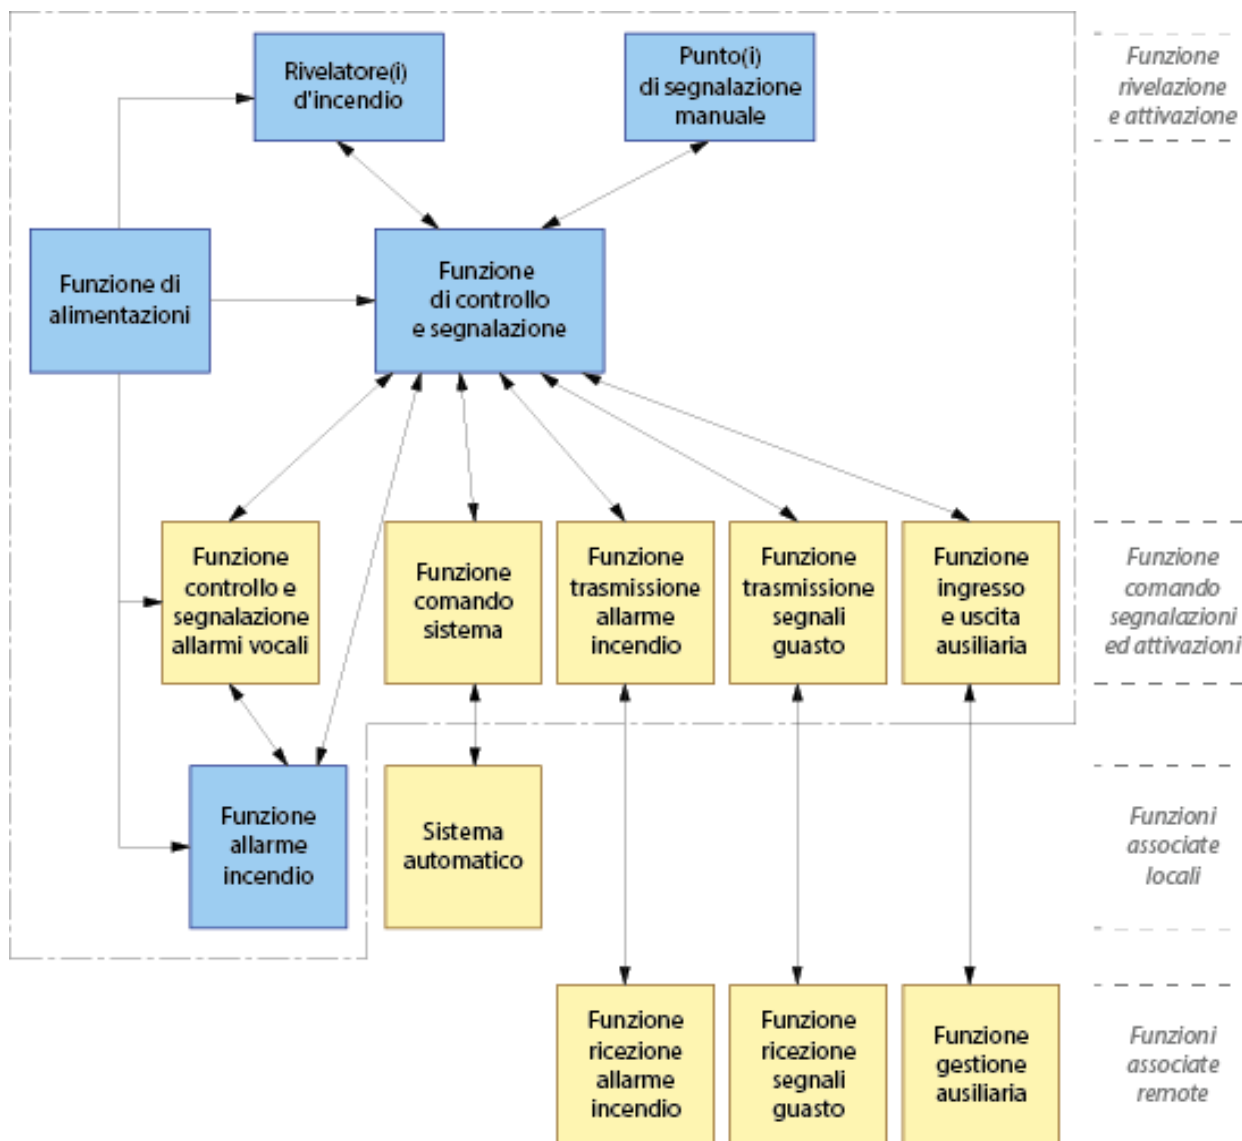 Rivelatore(i)
d'incendio
Punto(i)
di segnalazione
manuale
Funzione
rivelazione
e attivazione
Funzione di
alimentazioni
Funzione
di controllo
e segnalazione
Funzione
controllo e
segnalazione
allarmi vocali
Funzione
comando
sistema
Funzione
trasmissione
allarme
incendio
Funzione
trasmissione
segnali
guasto
Funzione
ingresso
e uscita
ausiliaria
Funzione
comando
segnalazioni
ed attivazioni
Funzione
allarme
incendio
Sistema
automatico
Funzioni
associate
locali
Funzione
ricezione
allarme
incendio
Funzione
ricezione
segnali
guasto
Funzione
gestione
ausiliaria
Funzioni
associate
remote